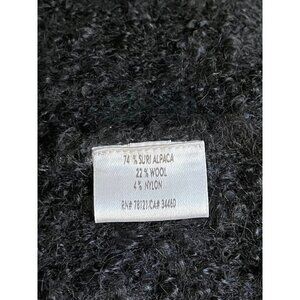 74 % SURI ALPACA
22 % WOOL
4 % NYLON
RN# 78121/CA# 34460